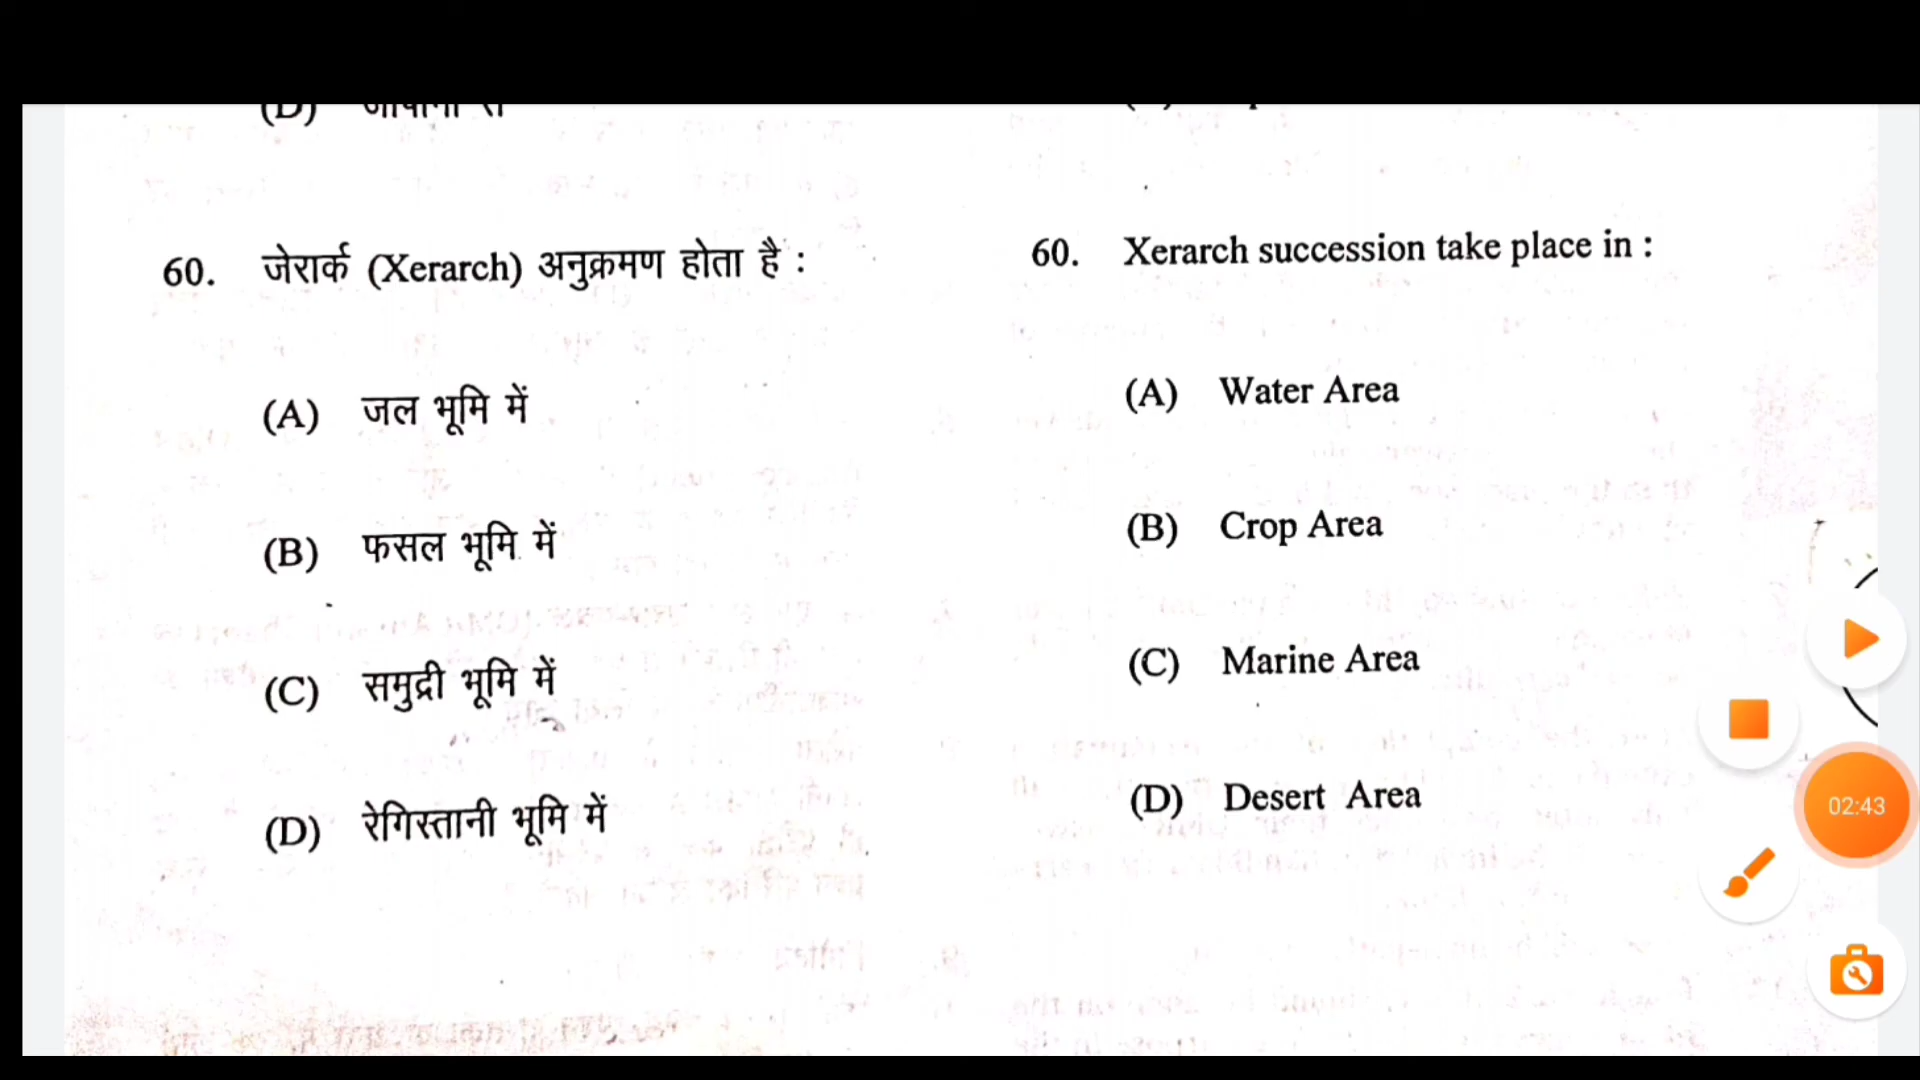 60. जेरार्क (Xerarch) अनुक्रमण होता है :
(A) जल भूमि में
(B) फसल भूमि में
(C) समुद्री भूमि में
(D) रेगिस्तानी भूमि में
60. Xerarch succession take place in :
(A) Water Area
(B) Crop Area
(C) Marine Area
(D) Desert Area
02:43